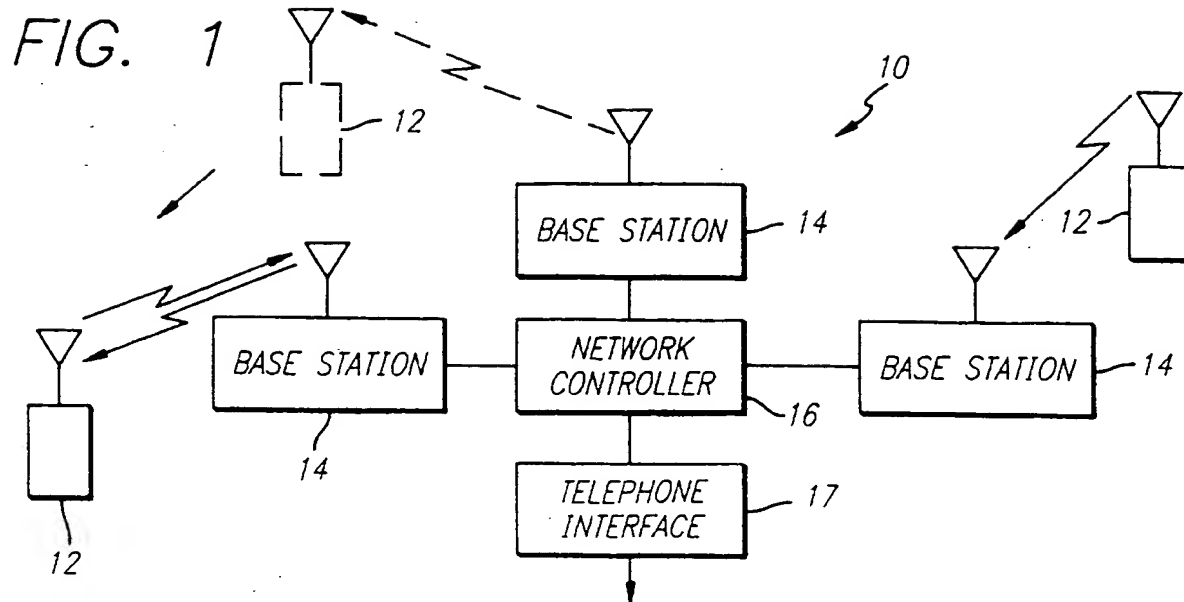 FIG. 1
12
10
BASE STATION
14
12
BASE STATION
14
NETWORK
CONTROLLER
16
BASE STATION
14
12
TELEPHONE
INTERFACE
17